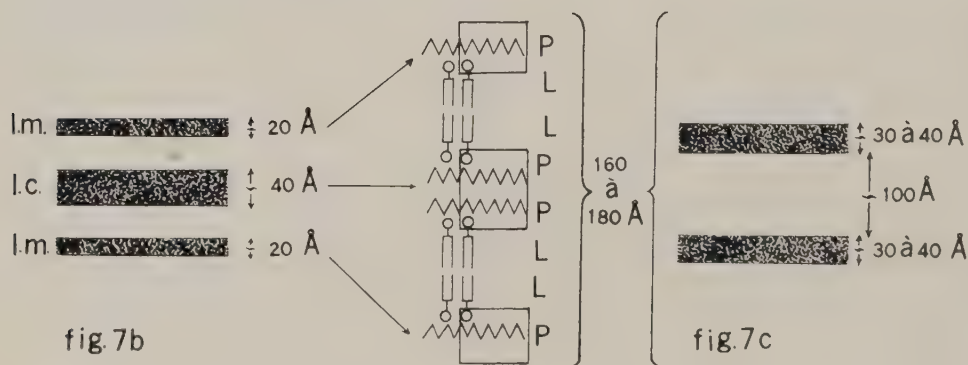 P
L
l.m. 20 Å
L
l.c. 40 Å
P
P
160
à
180 Å
L
l.m. 20 Å
L
P
fig. 7b
30 à 40 Å
100 Å
30 à 40 Å
fig. 7c